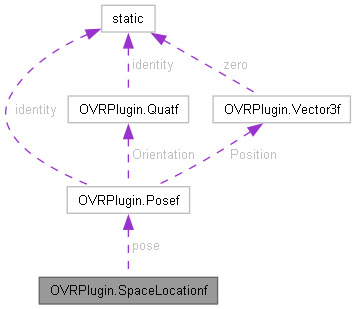 static
identity
identity
zero
OVRPlugin.Quatf
OVRPlugin.Vector3f
Orientation
Position
OVRPlugin.Posef
pose
OVRPlugin.SpaceLocationf